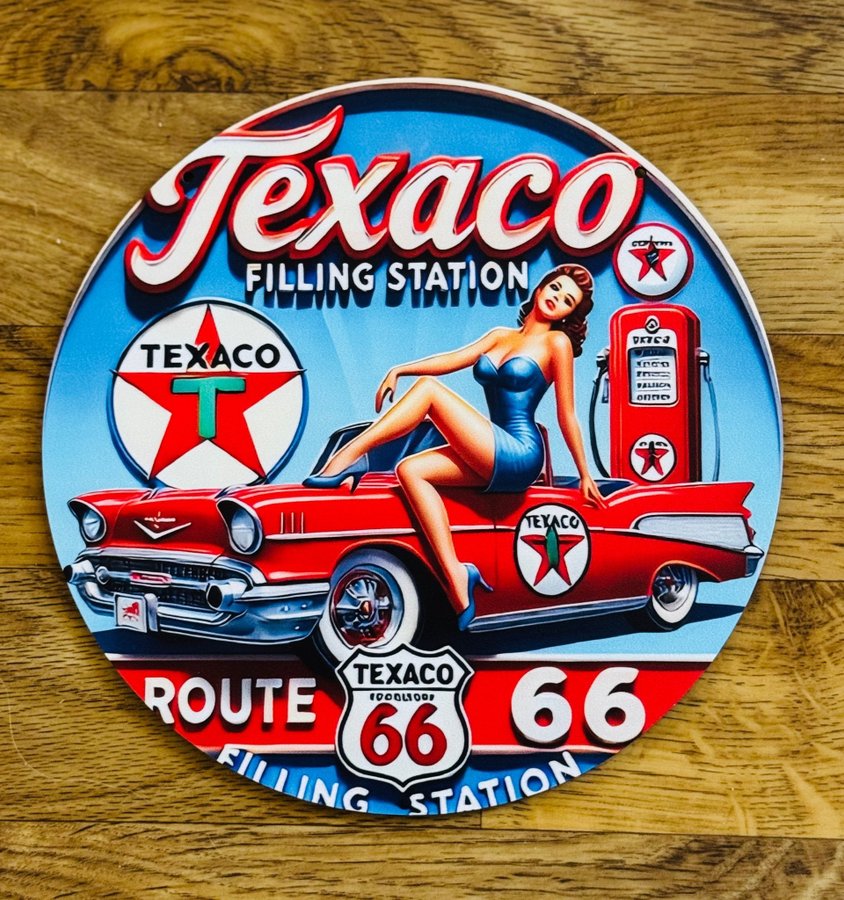 Texaco
FILLING STATION
TEXACO
T
TEXACO
ROUTE
TEXACO
66
66
FILLING STATION